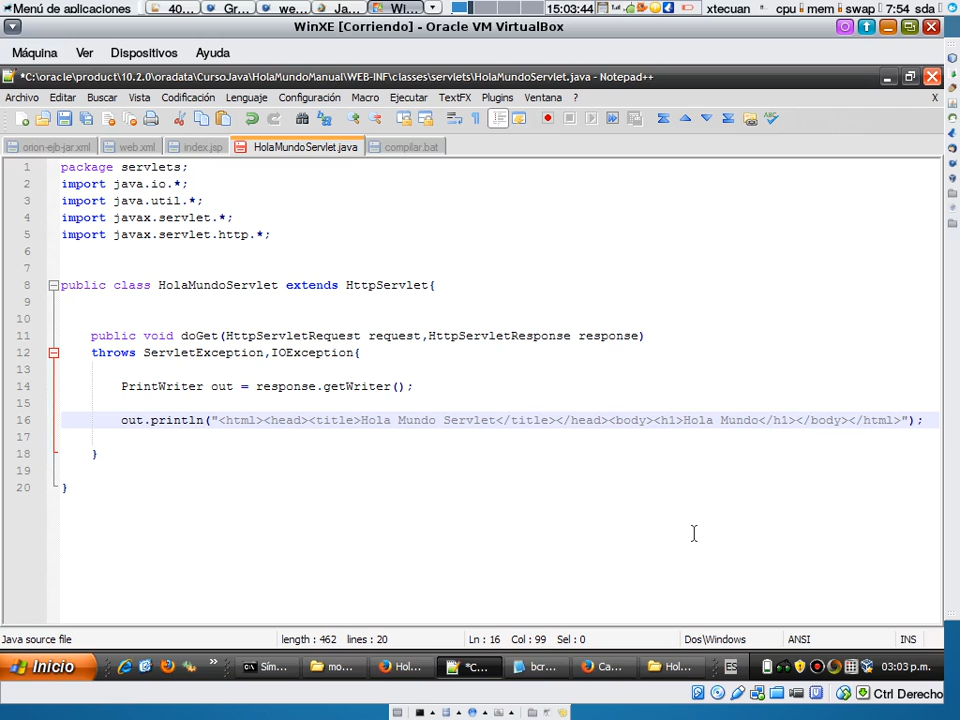 Menú de aplicaciones 40... Gr... we... Ja... WI... 15:03:44 xtecuan cpu mem swap 7:54 sda
WinXE [Corriendo] - Oracle VM VirtualBox
Máquina Ver Dispositivos Ayuda
*C:\oracle\product\10.2.0\oradata\CursoJava\HolaMundoManual\WEB-INF\classes\servlets\HolaMundoServlet.java - Notepad++
Archivo Editar Buscar Vista Codificación Lenguaje Configuración Macro Ejecutar TextFX Plugins Ventana ? X
orion-ejb-jar.xml web.xml index.jsp HolaMundoServlet.java compilar.bat
1 package servlets;
2 import java.io.*;
3 import java.util.*;
4 import javax.servlet.*;
5 import javax.servlet.http.*;
6
7
8 public class HolaMundoServlet extends HttpServlet{
9
10
11 public void doGet(HttpServletRequest request,HttpServletResponse response)
12 throws ServletException,IOException{
13
14 PrintWriter out = response.getWriter();
15
16 out.println("<html><head><title>Hola Mundo Servlet</title></head><body><h1>Hola Mundo</h1></body></html>");
17
18 }
19
20 }
Java source file length : 462 lines : 20 Ln : 16 Col : 99 Sel : 0 Dos\Windows ANSI INS
Inicio Sím... mo... Hol... *C... bcr... Ca... Hol... ES 03:03 p.m.
Ctrl Derecho